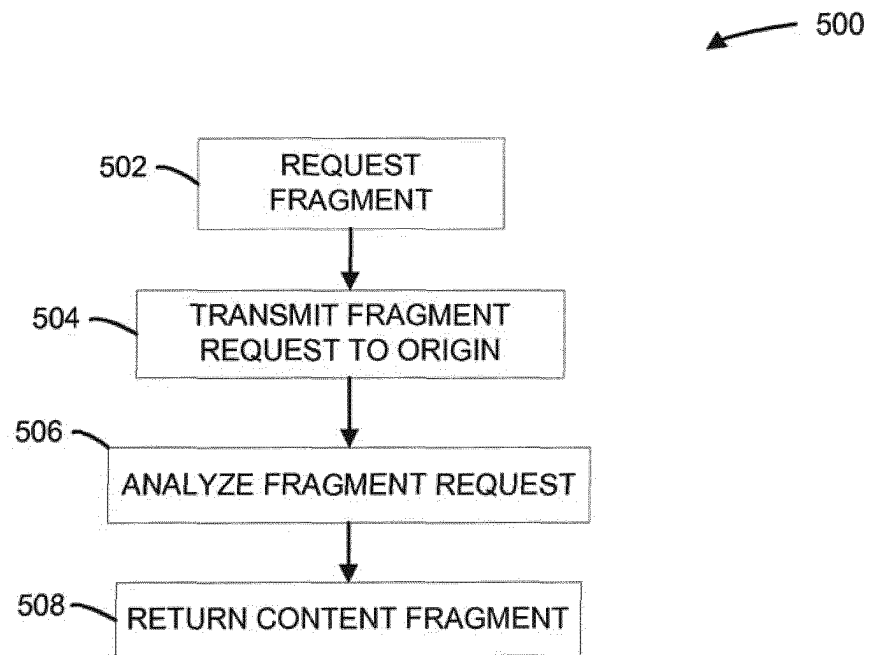 500
502
REQUEST
FRAGMENT
504
TRANSMIT FRAGMENT
REQUEST TO ORIGIN
506
ANALYZE FRAGMENT REQUEST
508
RETURN CONTENT FRAGMENT